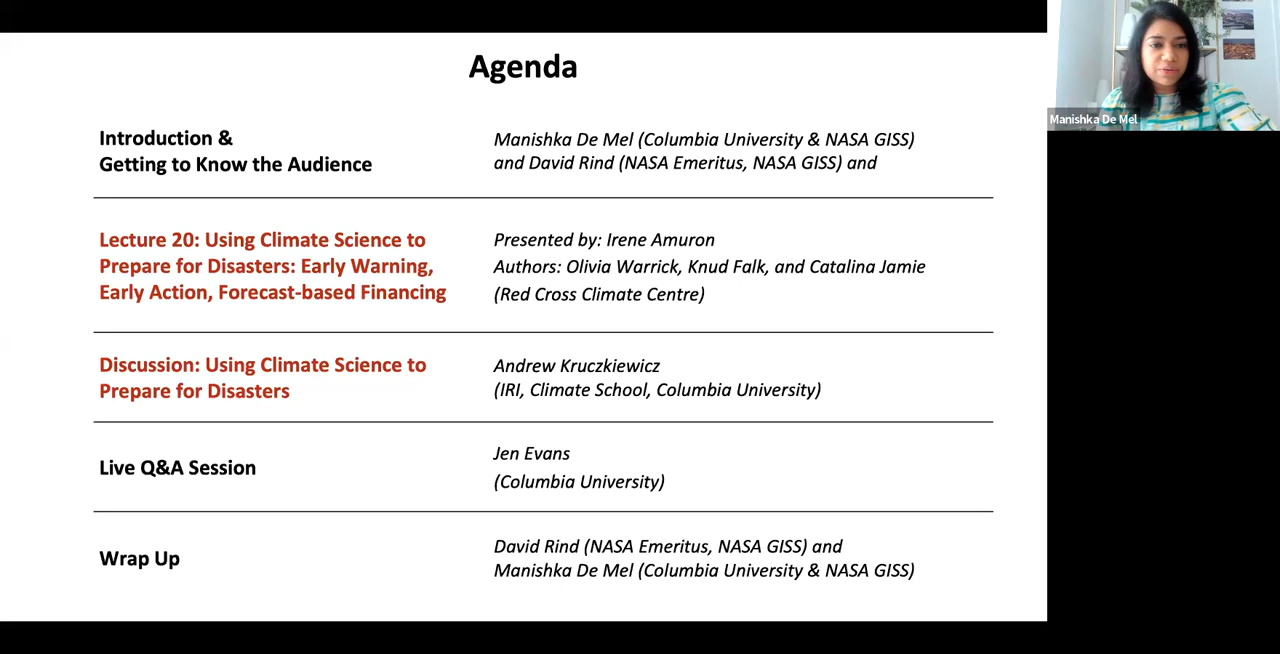 Agenda
Introduction &
Getting to Know the Audience
Manishka De Mel (Columbia University & NASA GISS)
and David Rind (NASA Emeritus, NASA GISS) and
Lecture 20: Using Climate Science to
Prepare for Disasters: Early Warning,
Early Action, Forecast-based Financing
Presented by: Irene Amuron
Authors: Olivia Warrick, Knud Falk, and Catalina Jamie
(Red Cross Climate Centre)
Discussion: Using Climate Science to
Prepare for Disasters
Andrew Kruczkiewicz
(IRI, Climate School, Columbia University)
Live Q&A Session
Jen Evans
(Columbia University)
Wrap Up
David Rind (NASA Emeritus, NASA GISS) and
Manishka De Mel (Columbia University & NASA GISS)
Manishka De Mel